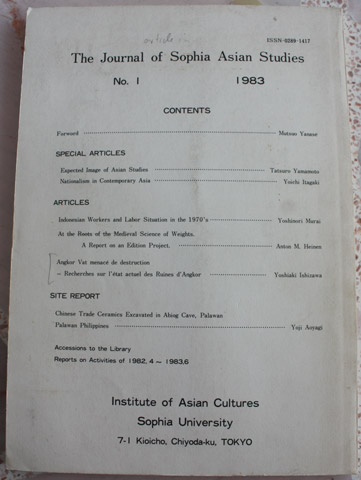 article in
ISSN-0289-1417
The Journal of Sophia Asian Studies
No. 1 1983
CONTENTS
Forword Mutsuo Yanase
SPECIAL ARTICLES
Expected Image of Asian Studies Tatsuro Yamamoto
Nationalism in Contemporary Asia Yoichi Itagaki
ARTICLES
Indonesian Workers and Labor Situation in the 1970's Yoshinori Murai
At the Roots of the Medieval Science of Weights.
A Report on an Edition Project. Anton M. Heinen
Angkor Vat menacé de destruction
– Recherches sur l'état actuel des Ruines d'Angkor Yoshiaki Ishizawa
SITE REPORT
Chinese Trade Ceramics Excavated in Abiog Cave, Palawan
Palawan Philippines Yoji Aoyagi
Accessions to the Library
Reports on Activities of 1982, 4 ~ 1983.6
Institute of Asian Cultures
Sophia University
7-1 Kioicho, Chiyoda-ku, TOKYO